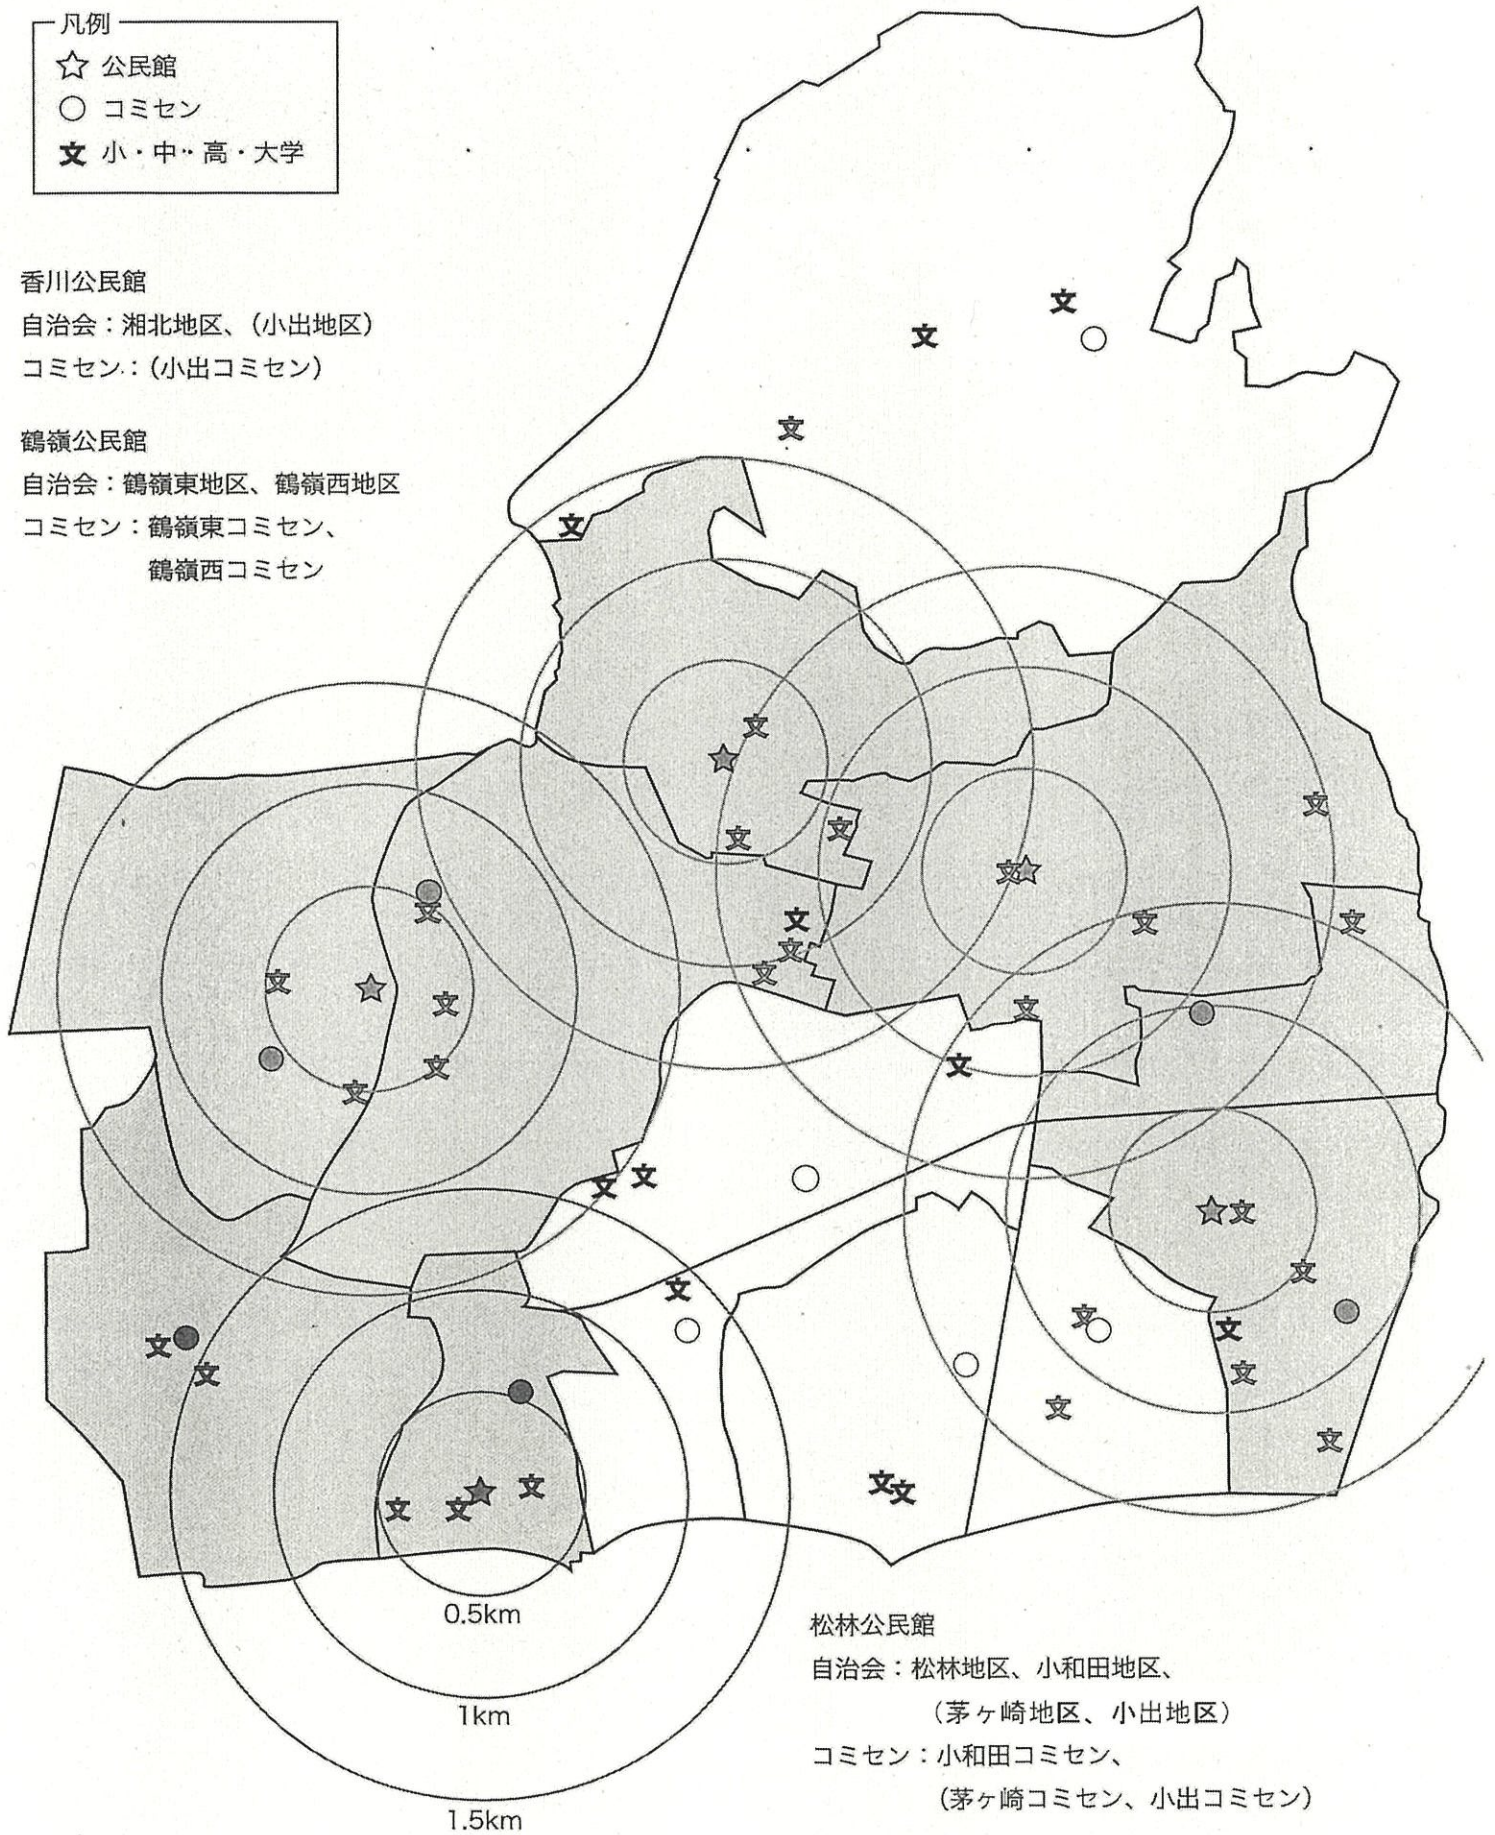 凡例
☆ 公民館
○ コミセン
文 小・中・高・大学
香川公民館
自治会：湘北地区、（小出地区）
コミセン：（小出コミセン）
鶴嶺公民館
自治会：鶴嶺東地区、鶴嶺西地区
コミセン：鶴嶺東コミセン、
鶴嶺西コミセン
0.5km
1km
1.5km
松林公民館
自治会：松林地区、小和田地区、
（茅ヶ崎地区、小出地区）
コミセン：小和田コミセン、
（茅ヶ崎コミセン、小出コミセン）